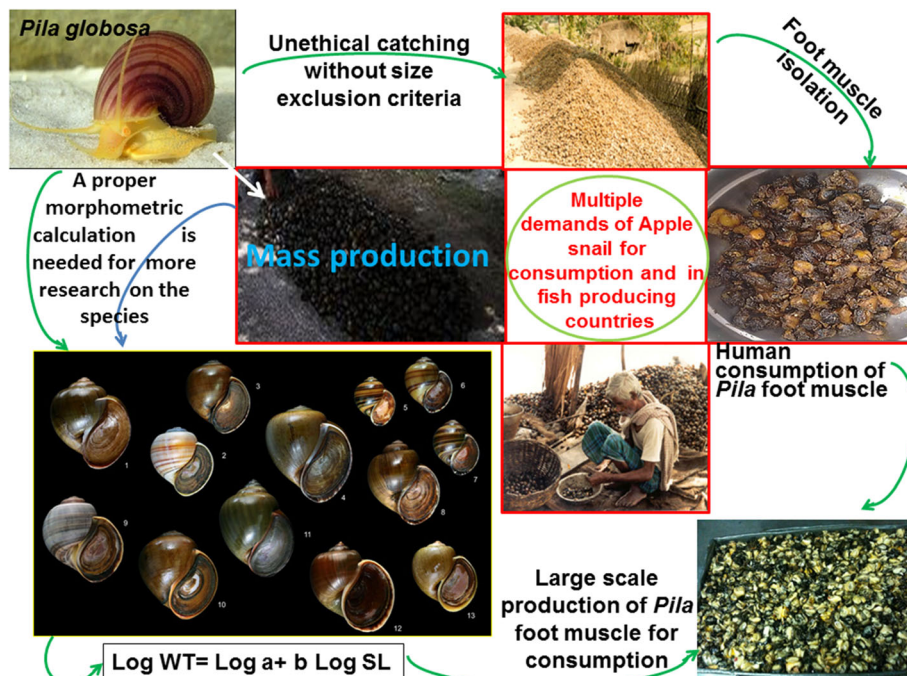 Pila globosa
Unethical catching
without size
exclusion criteria
Foot muscle
isolation
A proper
morphometric
calculation is
needed for more
research on the
species
Mass production
Multiple
demands of Apple
snail for
consumption and in
fish producing
countries
Human
consumption of
Pila foot muscle
1
2
3
4
5
6
7
8
9
10
11
12
13
Large scale
production of Pila
foot muscle for
consumption
Log WT= Log a+ b Log SL